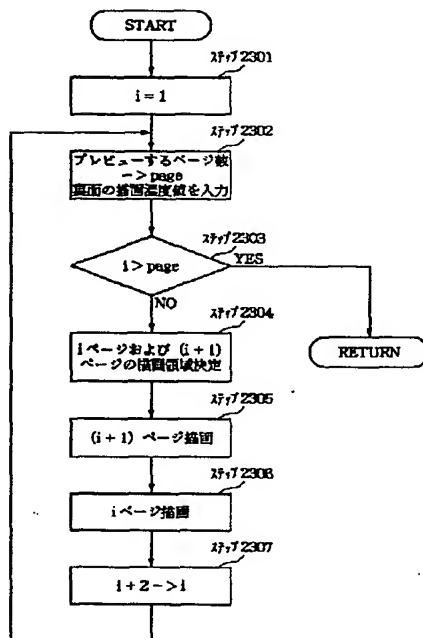 START
ステップ2301
i=1
ステップ2302
プレビューするページ数
->page
裏面の描画濃度値を入力
ステップ2303
i>page
YES
NO
ステップ2304
iページおよび (i+1)
ページの描画領域決定
RETURN
ステップ2305
(i+1) ページ描画
ステップ2306
iページ描画
ステップ2307
i+2->i